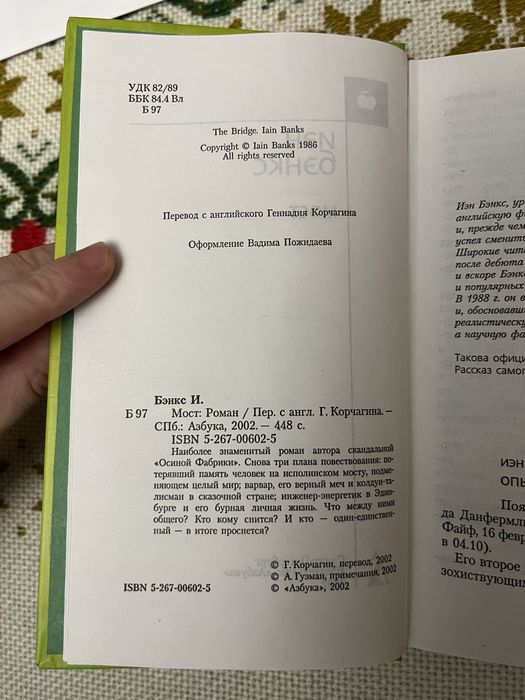 УДК 82/89
ББК 84.4 Вл
Б 97
The Bridge. Iain Banks
Copyright © Iain Banks 1986
All rights reserved
Перевод с английского Геннадия Корчагина
Оформление Вадима Пожидаева
Бэнкс И.
Б 97 Мост: Роман / Пер. с англ. Г. Корчагина. –
СПб: Азбука, 2002. — 448 с.
ISBN 5-267-00602-5
Наиболее знаменитый роман автора скандальной
«Осиной Фабрики». Снова три плана повествования: по-
терявший память человек на исполинском мосту, подме-
няющем целый мир; варвар, его верный меч и колдун-та-
лисман в сказочной стране; инженер-энергетик в Эдин-
бурге и его бурная личная жизнь. Что между ними
общего? Кто кому снится? И кто — один-единствен-
ный — в итоге проснется?
© Г. Корчагин, перевод, 2002
© А. Гузман, примечания, 2002
ISBN 5-267-00602-5 © «Азбука», 2002
Иэн Бэнкс, ур
английскую ф
и, прежде чем
успел сменить
Широкие чит
после дебюта
и вскоре Бэнк
и популярных
В 1988 г. он в
и, обосновавш
реалистическу
а научную фа
Такова офици
Рассказ самог
ИЭН
ОПЫ
Поя
да Данфермл
Файф, 16 февр
в 04.10).
Его второе
зохиствующим